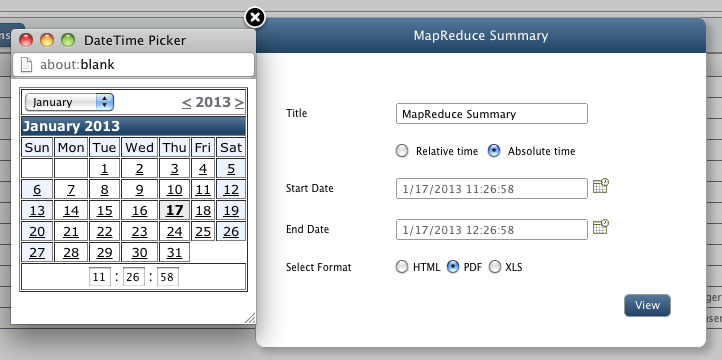 DateTime Picker
about:blank
January < 2013 >
January 2013
Sun Mon Tue Wed Thu Fri Sat
1 2 3 4 5
6 7 8 9 10 11 12
13 14 15 16 17 18 19
20 21 22 23 24 25 26
27 28 29 30 31
11 : 26 : 58
MapReduce Summary
Title MapReduce Summary
Relative time Absolute time
Start Date 1/17/2013 11:26:58
End Date 1/17/2013 12:26:58
Select Format HTML PDF XLS
View